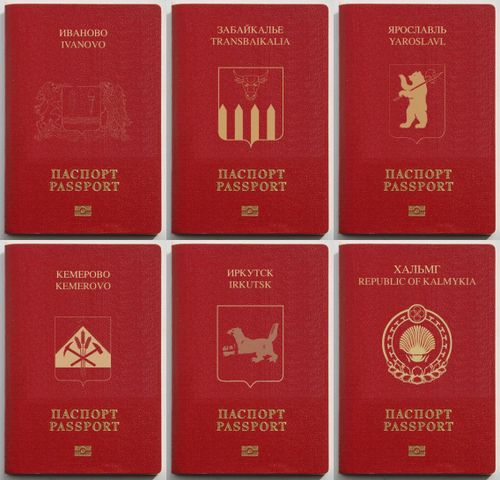 ИВАНОВО
IVANOVO
ПАСПОРТ
PASSPORT
ЗАБАЙКАЛЬЕ
TRANSBAIKALIA
ПАСПОРТ
PASSPORT
ЯРОСЛАВЛЬ
YAROSLAVL
ПАСПОРТ
PASSPORT
КЕМЕРОВО
KEMEROVO
ПАСПОРТ
PASSPORT
ИРКУТСК
IRKUTSK
ПАСПОРТ
PASSPORT
ХАЛЬМГ
REPUBLIC OF KALMYKIA
ПАСПОРТ
PASSPORT